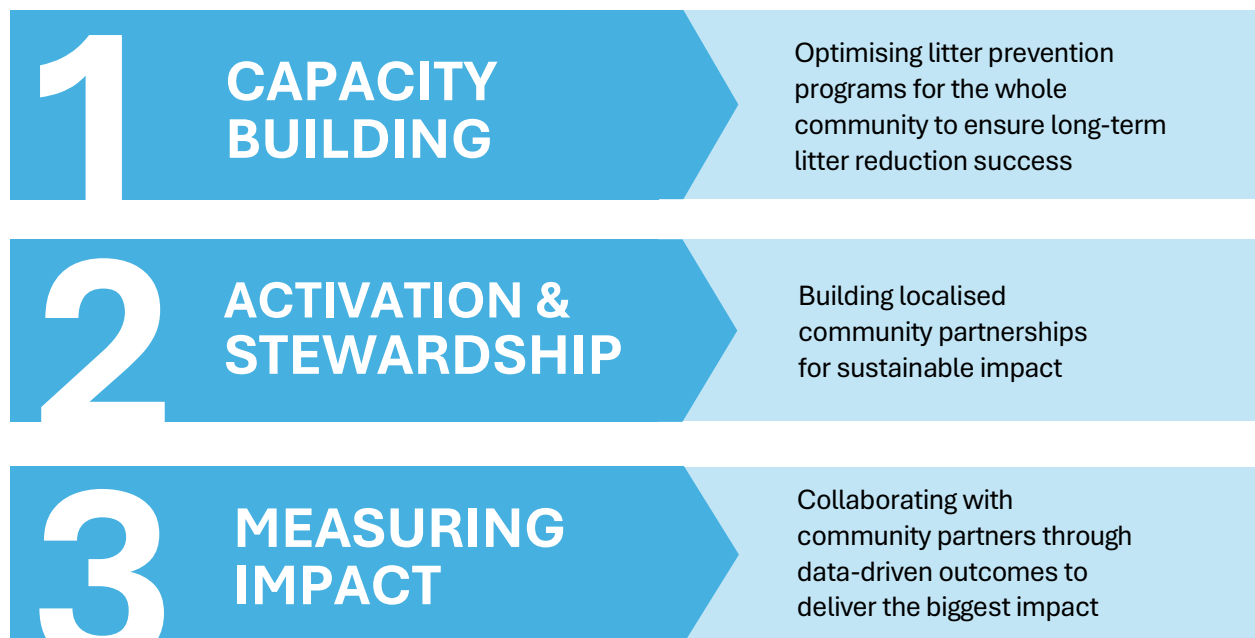 1
CAPACITY
BUILDING
Optimising litter prevention
programs for the whole
community to ensure long-term
litter reduction success
2
ACTIVATION &
STEWARDSHIP
Building localised
community partnerships
for sustainable impact
3
MEASURING
IMPACT
Collaborating with
community partners through
data-driven outcomes to
deliver the biggest impact